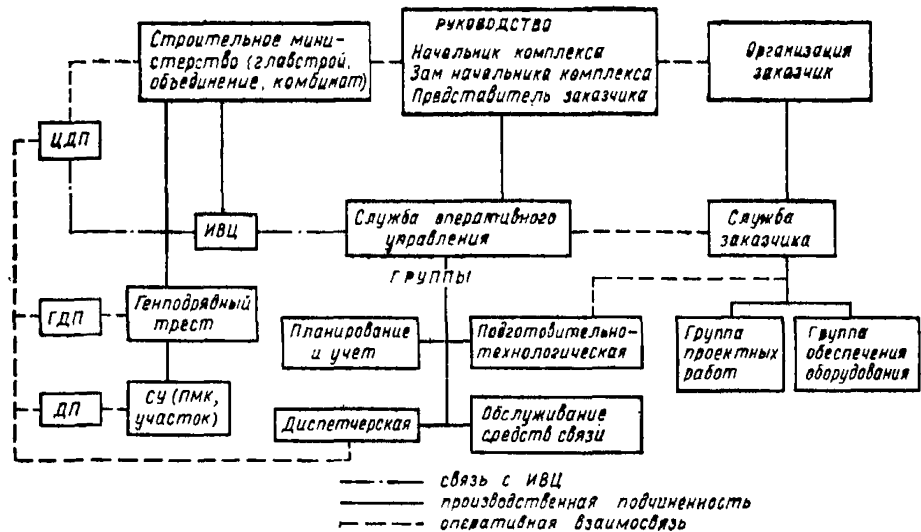 Строительное мини-
стерство (главстрой,
объединение, комбинат)
РУКОВОДСТВО
Начальник комплекса
Зам начальника комплекса
Представитель заказчика
Организация
заказчик
ЦДП
ИВЦ
Служба оперативного
управления
Служба
заказчика
ГРУППЫ
ГДП
Генподрядный
трест
Планирование
и учет
Подготовительно-
технологическая
Группа
проектных
работ
Группа
обеспечения
оборудования
ДП
СУ (ПМК,
участок)
Диспетчерская
Обслуживание
средств связи
связь с ИВЦ
производственная подчиненность
оперативная взаимосвязь